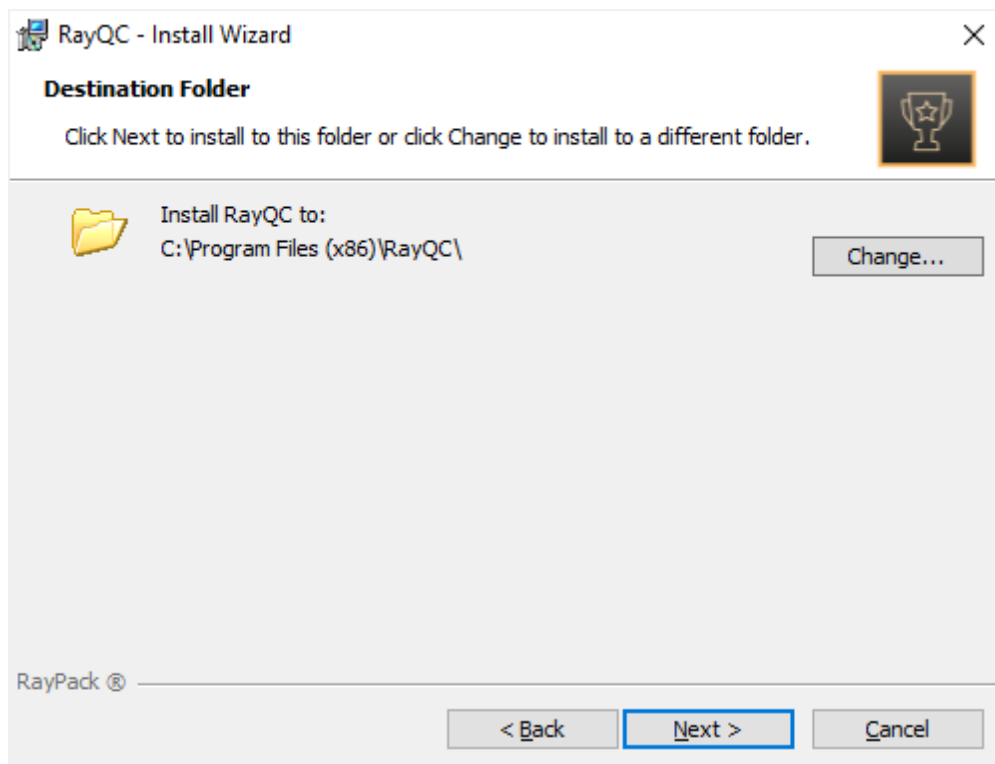 RayQC - Install Wizard
Destination Folder
Click Next to install to this folder or click Change to install to a different folder.
Install RayQC to:
C:\Program Files (x86)\RayQC\
Change...
RayPack ®
< Back
Next >
Cancel